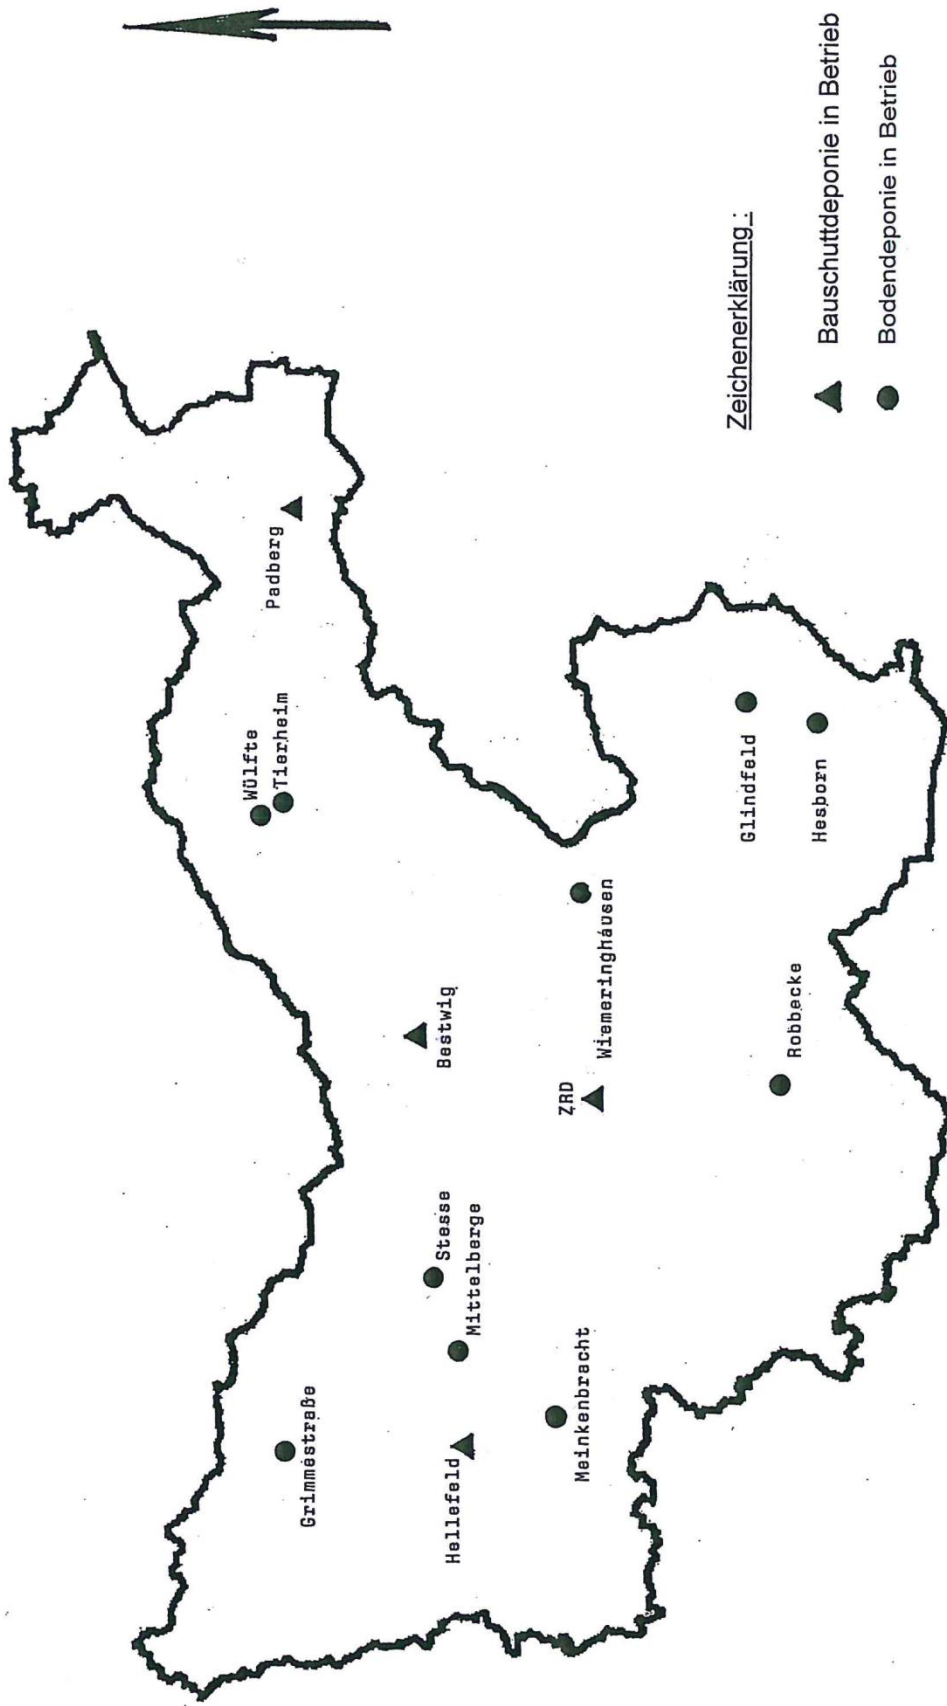 Padberg
Wülfte
Tierheim
Bestwig
Grimmestraße
Stesse
Mittelberge
Hellefeld
ZRD
Wiemeringhausen
Meinkenbracht
Glindfeld
Hesborn
Robbecke
Zeichenerklärung :
Bauschuttdeponie in Betrieb
Bodendeponie in Betrieb